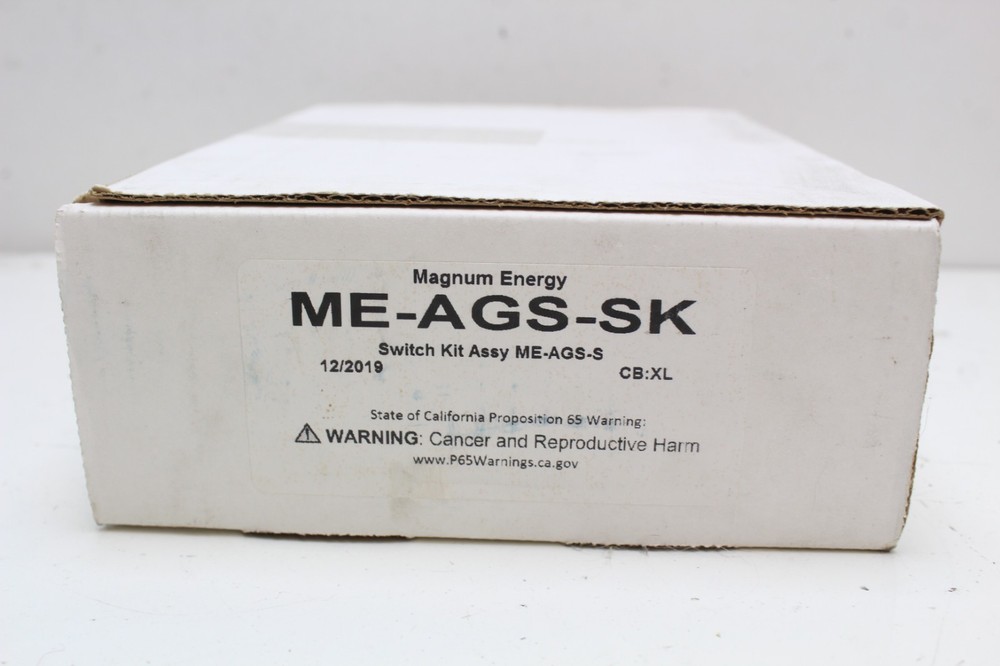 Magnum Energy
ME-AGS-SK
Switch Kit Assy ME-AGS-S
12/2019 CB:XL
State of California Proposition 65 Warning:
⚠ WARNING: Cancer and Reproductive Harm
www.P65Warnings.ca.gov